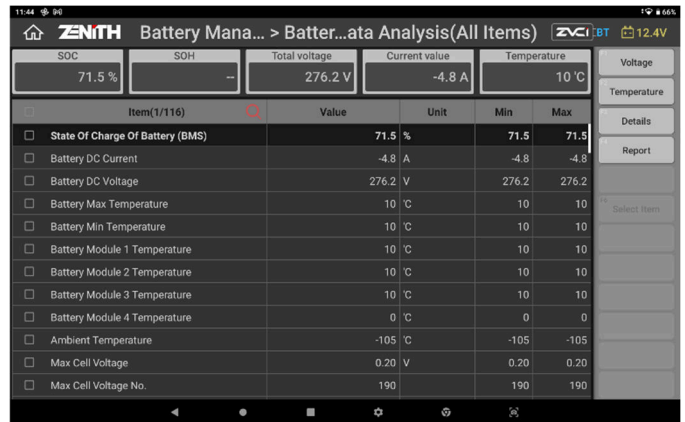 11:44 66%
ZENITH Battery Mana... > Batter...ata Analysis(All Items) ZVCI BT 12.4V
SOC SOH Total voltage Current value Temperature
71.5 % -- 276.2 V -4.8 A 10 ℃
Voltage
Temperature
Details
Report
Select Item
Item(1/116) Value Unit Min Max
State Of Charge Of Battery (BMS) 71.5 % 71.5 71.5
Battery DC Current -4.8 A -4.8 -4.8
Battery DC Voltage 276.2 V 276.2 276.2
Battery Max Temperature 10 ℃ 10 10
Battery Min Temperature 10 ℃ 10 10
Battery Module 1 Temperature 10 ℃ 10 10
Battery Module 2 Temperature 10 ℃ 10 10
Battery Module 3 Temperature 10 ℃ 10 10
Battery Module 4 Temperature 0 ℃ 0 0
Ambient Temperature -105 ℃ -105 -105
Max Cell Voltage 0.20 V 0.20 0.20
Max Cell Voltage No. 190 190 190